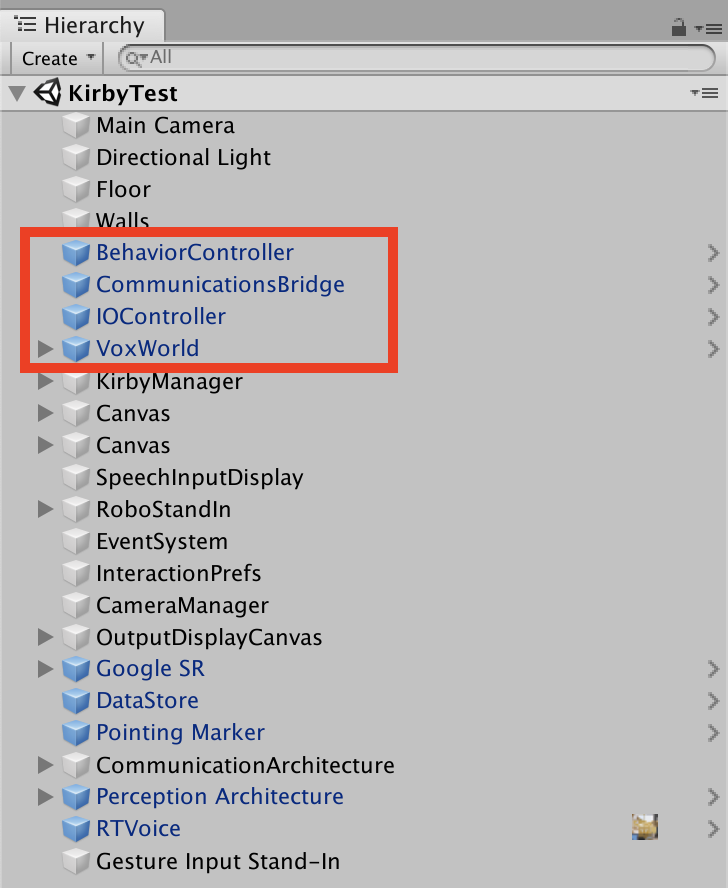 Hierarchy
Create All
KirbyTest
Main Camera
Directional Light
Floor
Walls
BehaviorController
CommunicationsBridge
IOController
VoxWorld
KirbyManager
Canvas
Canvas
SpeechInputDisplay
RoboStandIn
EventSystem
InteractionPrefs
CameraManager
OutputDisplayCanvas
Google SR
DataStore
Pointing Marker
CommunicationArchitecture
Perception Architecture
RTVoice
Gesture Input Stand-In